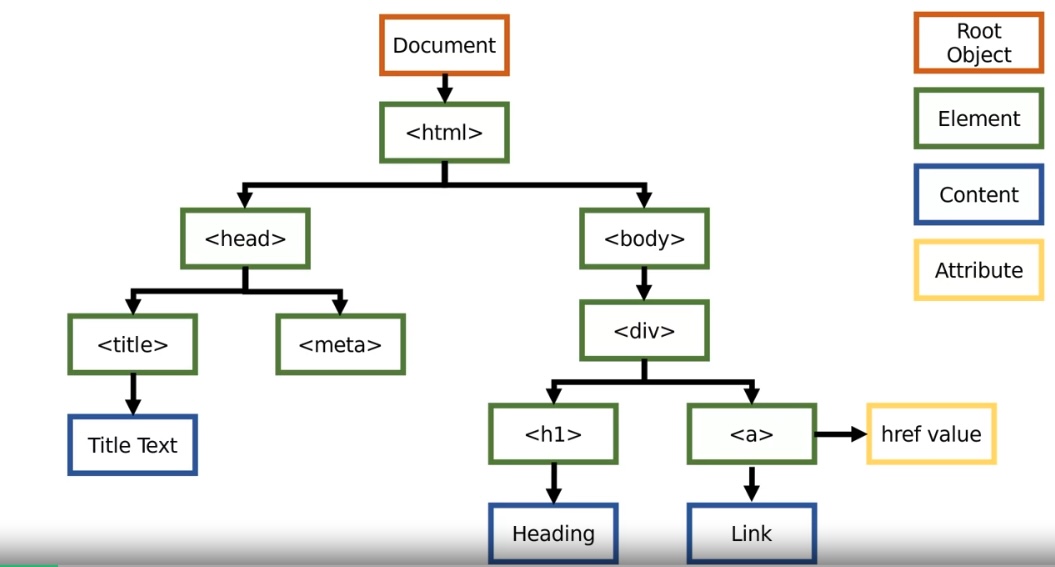 Document
<html>
<head>
<body>
<title>
<meta>
<div>
Title Text
<h1>
<a>
href value
Heading
Link
Root
Object
Element
Content
Attribute